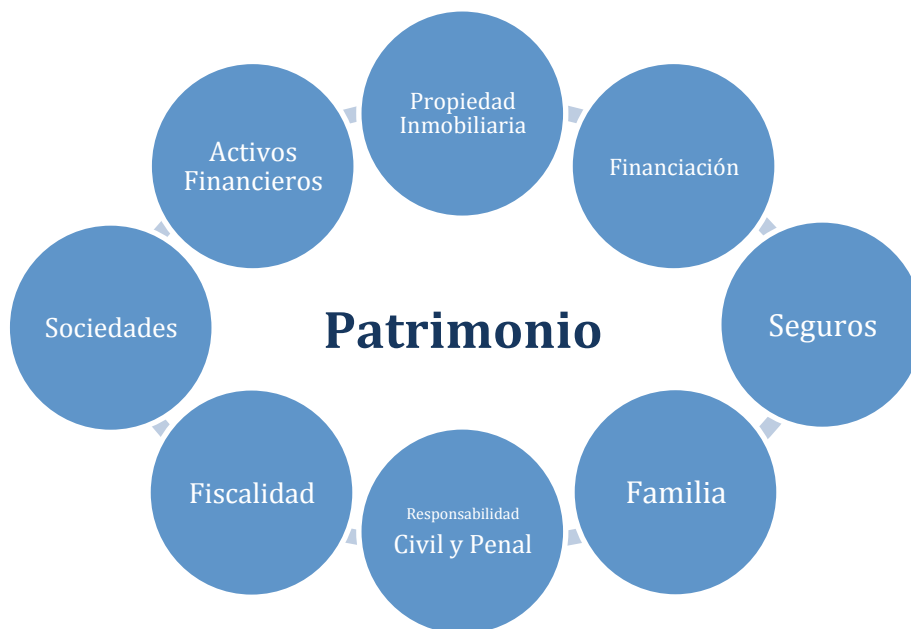 Propiedad
Inmobiliaria
Activos
Financieros
Financiación
Sociedades
Patrimonio
Seguros
Fiscalidad
Responsabilidad
Civil y Penal
Familia